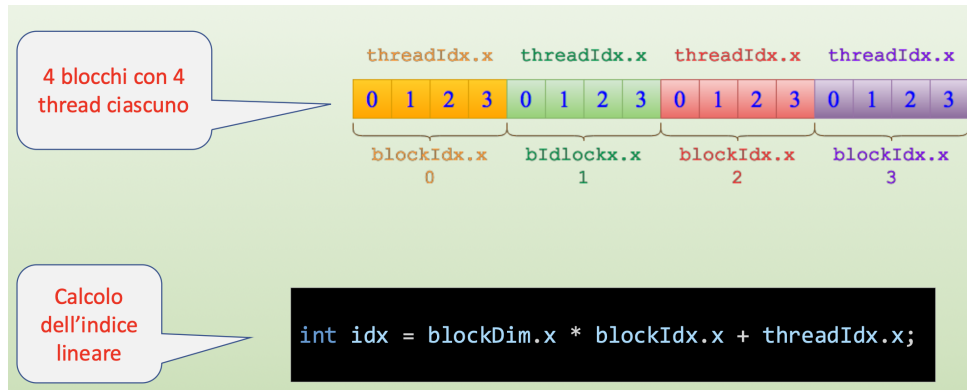 4 blocchi con 4
thread ciascuno
threadIdx.x threadIdx.x threadIdx.x threadIdx.x
0 1 2 3 0 1 2 3 0 1 2 3 0 1 2 3
blockIdx.x bIdlockx.x blockIdx.x blockIdx.x
0 1 2 3
Calcolo
dell'indice
lineare
int idx = blockDim.x * blockIdx.x + threadIdx.x;